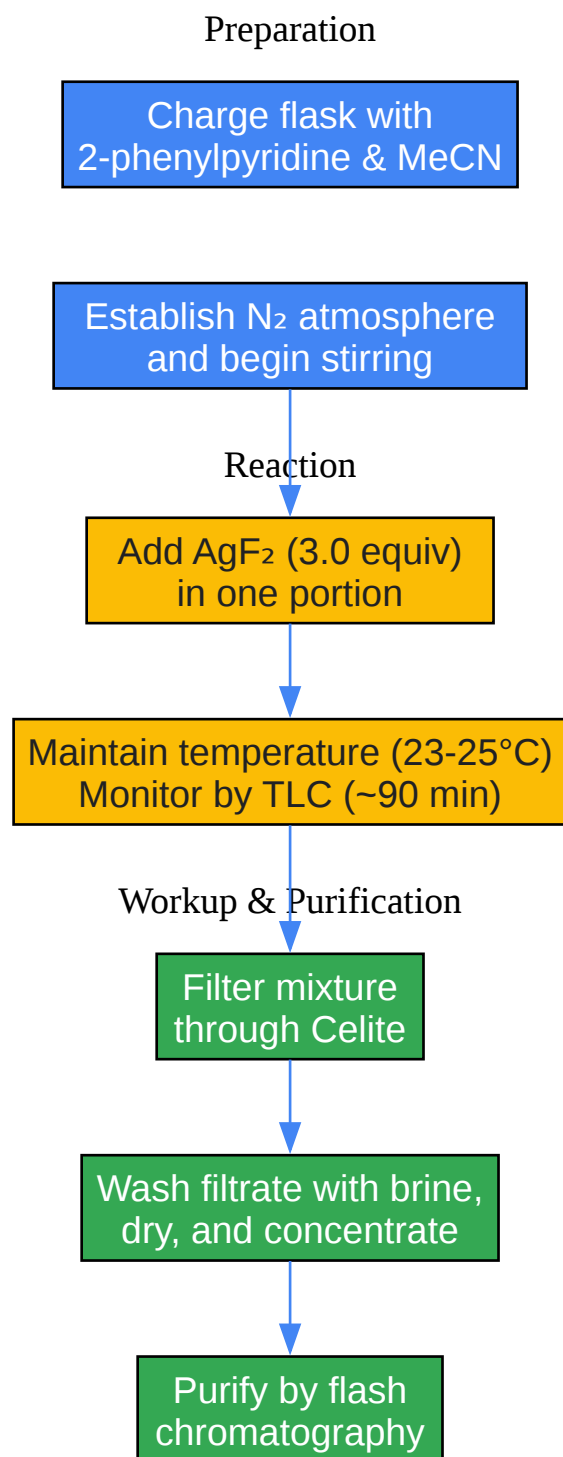 Preparation
Charge flask with
2-phenylpyridine & MeCN
Establish N₂ atmosphere
and begin stirring
Reaction
Add AgF₂ (3.0 equiv)
in one portion
Maintain temperature (23-25°C)
Monitor by TLC (~90 min)
Workup & Purification
Filter mixture
through Celite
Wash filtrate with brine,
dry, and concentrate
Purify by flash
chromatography